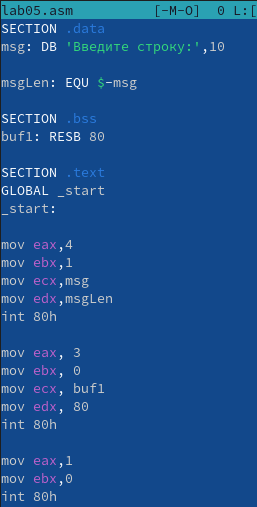 lab05.asm [-M-O] 0 L:[
SECTION .data
msg: DB 'Введите строку:',10
msgLen: EQU $-msg
SECTION .bss
buf1: RESB 80
SECTION .text
GLOBAL _start
_start:
mov eax,4
mov ebx,1
mov ecx,msg
mov edx,msgLen
int 80h
mov eax, 3
mov ebx, 0
mov ecx, buf1
mov edx, 80
int 80h
mov eax,1
mov ebx,0
int 80h